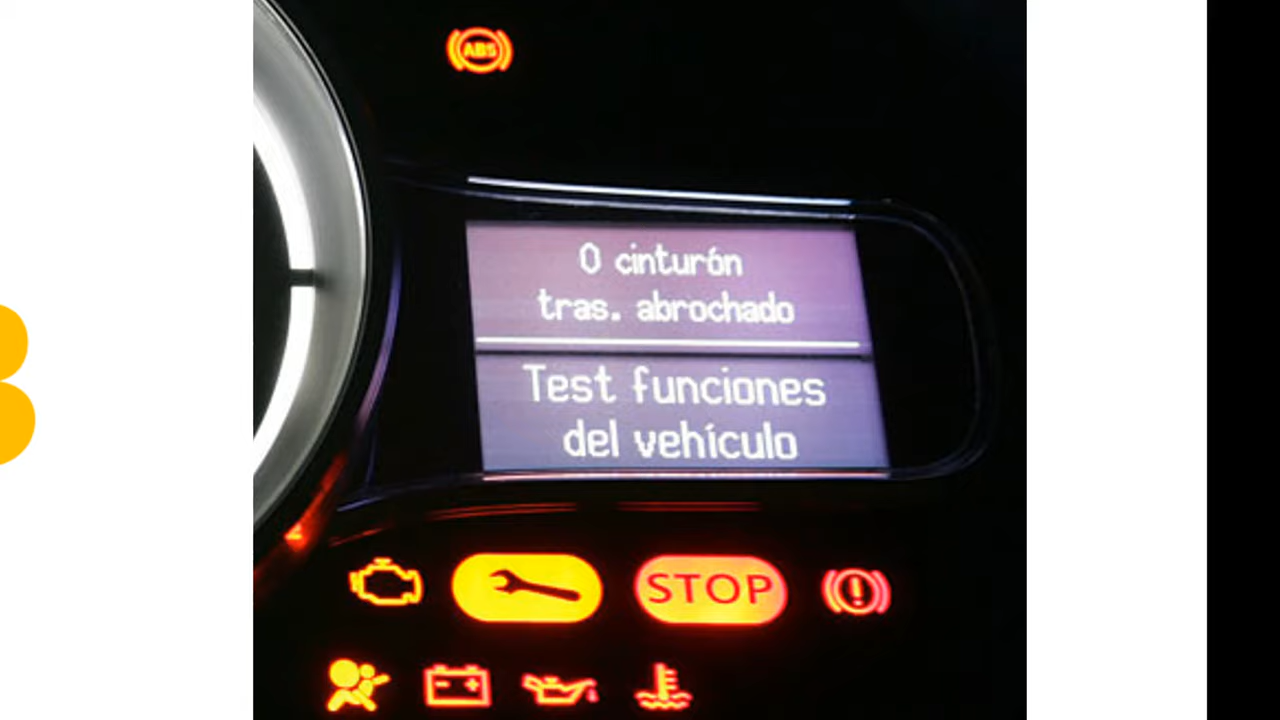 ABS
0 cinturón
tras. abrochado
Test funciones
del vehículo
STOP